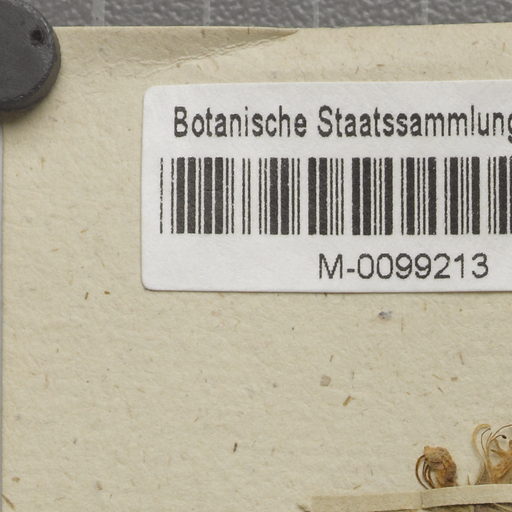 Botanische Staatssammlung
M-0099213